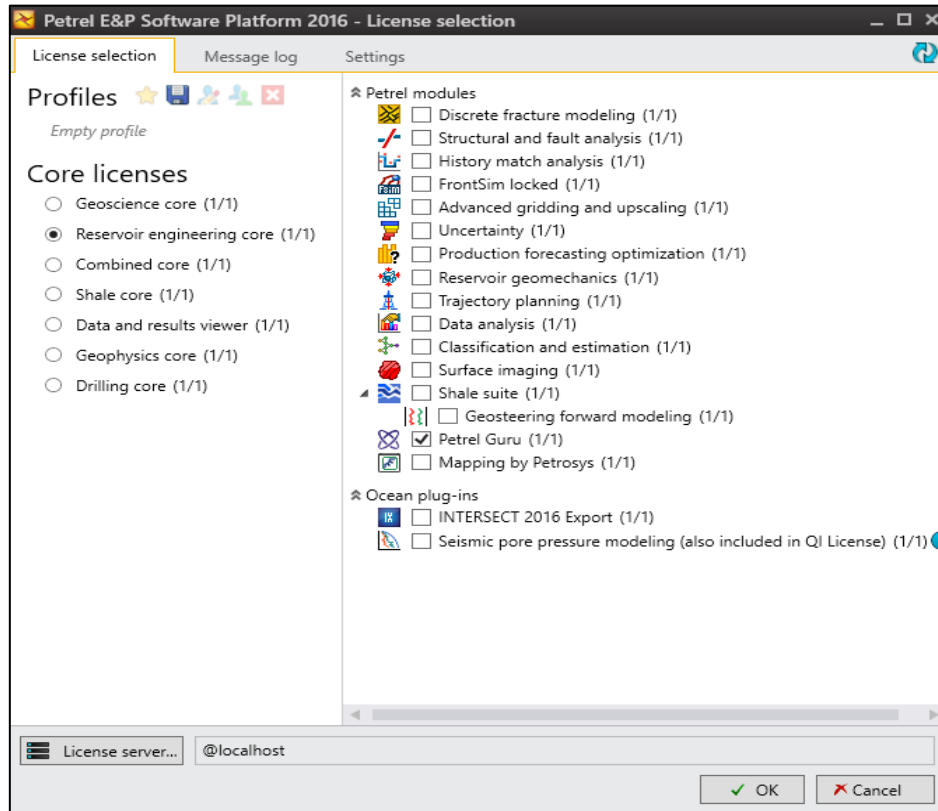 Petrel E&P Software Platform 2016 - License selection
License selection
Message log
Settings
Profiles
Empty profile
Core licenses
Geoscience core (1/1)
Reservoir engineering core (1/1)
Combined core (1/1)
Shale core (1/1)
Data and results viewer (1/1)
Geophysics core (1/1)
Drilling core (1/1)
Petrel modules
Discrete fracture modeling (1/1)
Structural and fault analysis (1/1)
History match analysis (1/1)
Fsim
FrontSim locked (1/1)
Advanced gridding and upscaling (1/1)
Uncertainty (1/1)
Production forecasting optimization (1/1)
Reservoir geomechanics (1/1)
Trajectory planning (1/1)
Data analysis (1/1)
Classification and estimation (1/1)
Surface imaging (1/1)
Shale suite (1/1)
Geosteering forward modeling (1/1)
Petrel Guru (1/1)
Mapping by Petrosys (1/1)
Ocean plug-ins
IX
INTERSECT 2016 Export (1/1)
Seismic pore pressure modeling (also included in QI License) (1/1)
License server...
@localhost
OK
Cancel